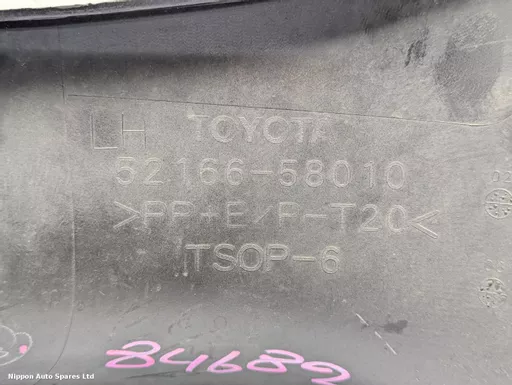 LH TOYOTA
52166-58010
>PP+E/P-T20<
TSOP-6
84682
Nippon Auto Spares Ltd